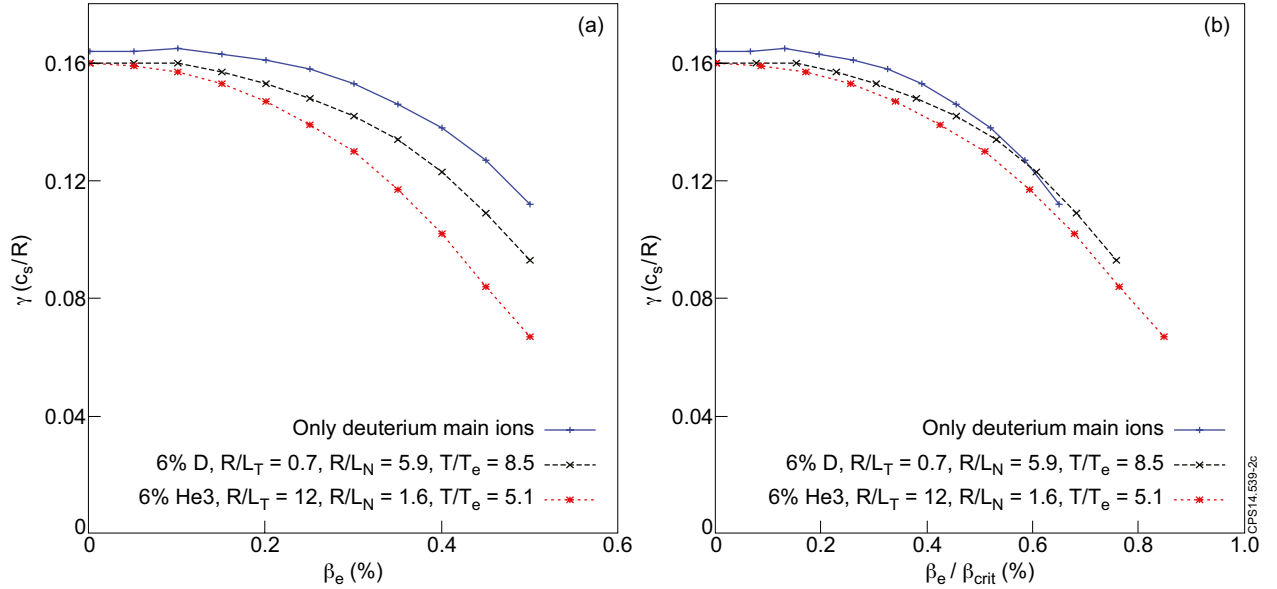 (a)
γ (c_s/R)
0.16
0.12
0.08
0.04
0
0
0.2
0.4
0.6
β_e (%)
Only deuterium main ions
6% D, R/L_T = 0.7, R/L_N = 5.9, T/T_e = 8.5
6% He3, R/L_T = 12, R/L_N = 1.6, T/T_e = 5.1
(b)
γ (c_s/R)
0.16
0.12
0.08
0.04
0
0
0.2
0.4
0.6
0.8
1.0
β_e / β_crit (%)
Only deuterium main ions
6% D, R/L_T = 0.7, R/L_N = 5.9, T/T_e = 8.5
6% He3, R/L_T = 12, R/L_N = 1.6, T/T_e = 5.1
CPS14.539-2c